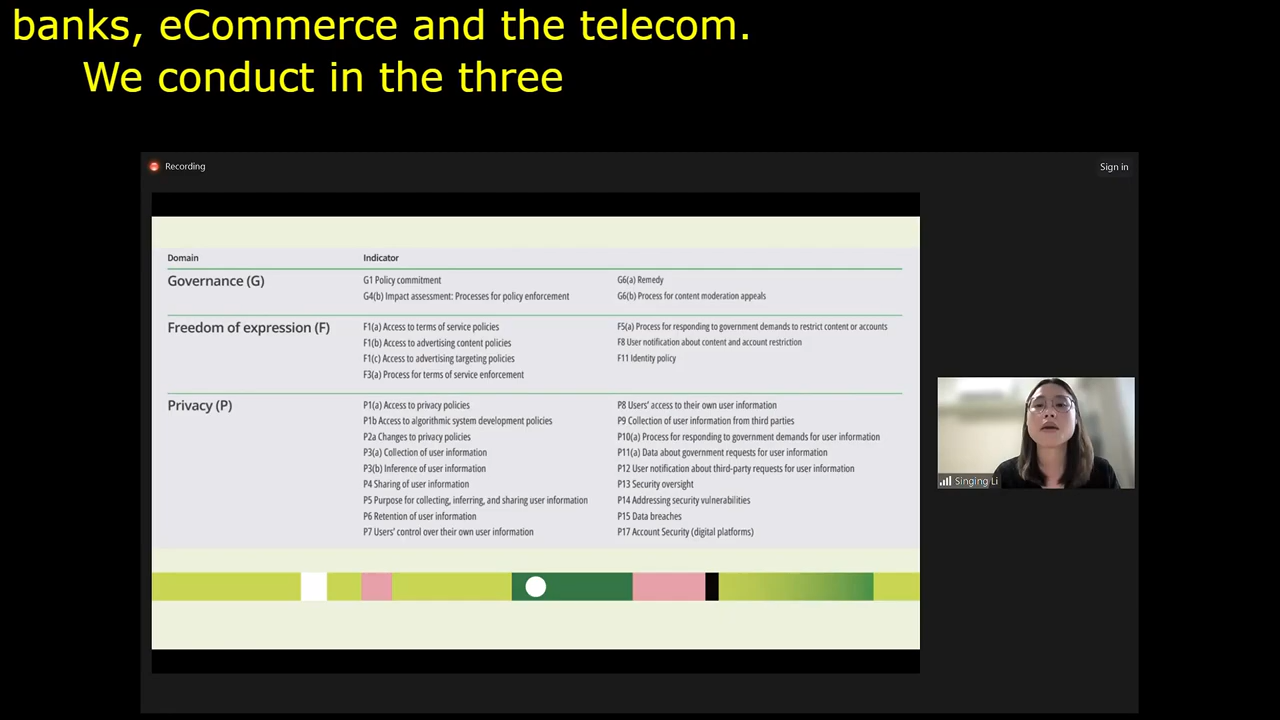 banks, eCommerce and the telecom.
We conduct in the three
Recording
Sign in
Domain
Indicator
Governance (G)
G1 Policy commitment
G4(b) Impact assessment: Processes for policy enforcement
G6(a) Remedy
G6(b) Process for content moderation appeals
Freedom of expression (F)
F1(a) Access to terms of service policies
F1(b) Access to advertising content policies
F1(c) Access to advertising targeting policies
F3(a) Process for terms of service enforcement
F5(a) Process for responding to government demands to restrict content or accounts
F8 User notification about content and account restriction
F11 Identity policy
Privacy (P)
P1(a) Access to privacy policies
P1b Access to algorithmic system development policies
P2a Changes to privacy policies
P3(a) Collection of user information
P3(b) Inference of user information
P4 Sharing of user information
P5 Purpose for collecting, inferring, and sharing user information
P6 Retention of user information
P7 Users' control over their own user information
P8 Users' access to their own user information
P9 Collection of user information from third parties
P10(a) Process for responding to government demands for user information
P11(a) Data about government requests for user information
P12 User notification about third-party requests for user information
P13 Security oversight
P14 Addressing security vulnerabilities
P15 Data breaches
P17 Account Security (digital platforms)
Singing Li